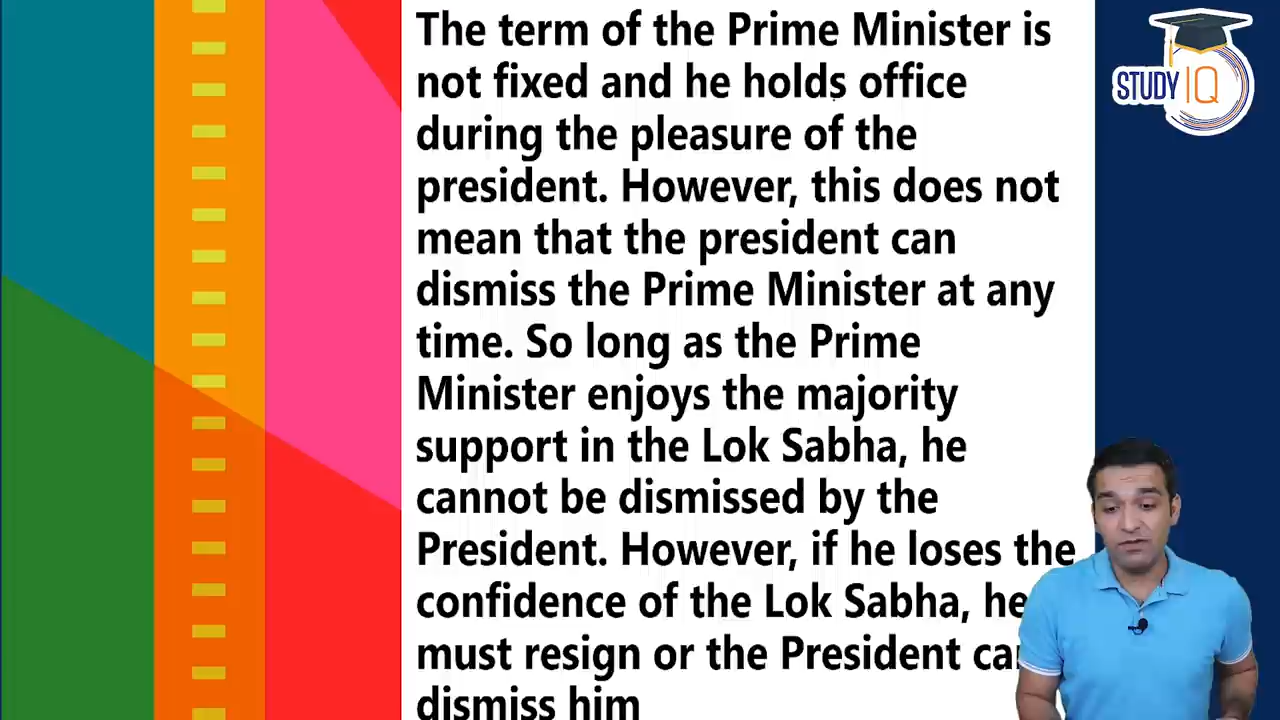 The term of the Prime Minister is
not fixed and he holds office
during the pleasure of the
president. However, this does not
mean that the president can
dismiss the Prime Minister at any
time. So long as the Prime
Minister enjoys the majority
support in the Lok Sabha, he
cannot be dismissed by the
President. However, if he loses the
confidence of the Lok Sabha, he
must resign or the President can
dismiss him
STUDY IQ